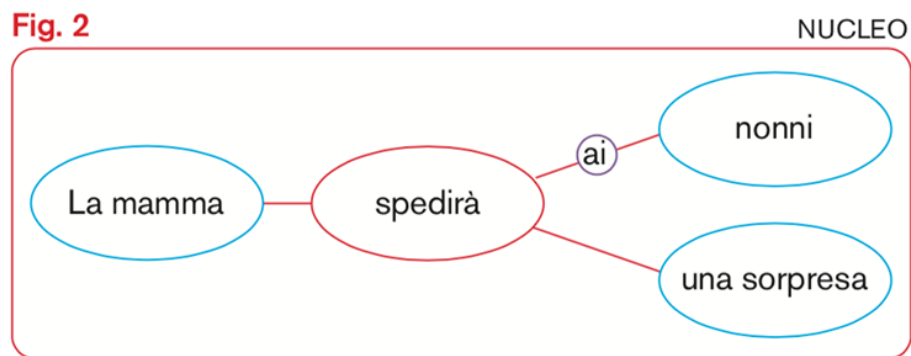 Fig. 2
NUCLEO
La mamma
spedirà
ai
nonni
una sorpresa